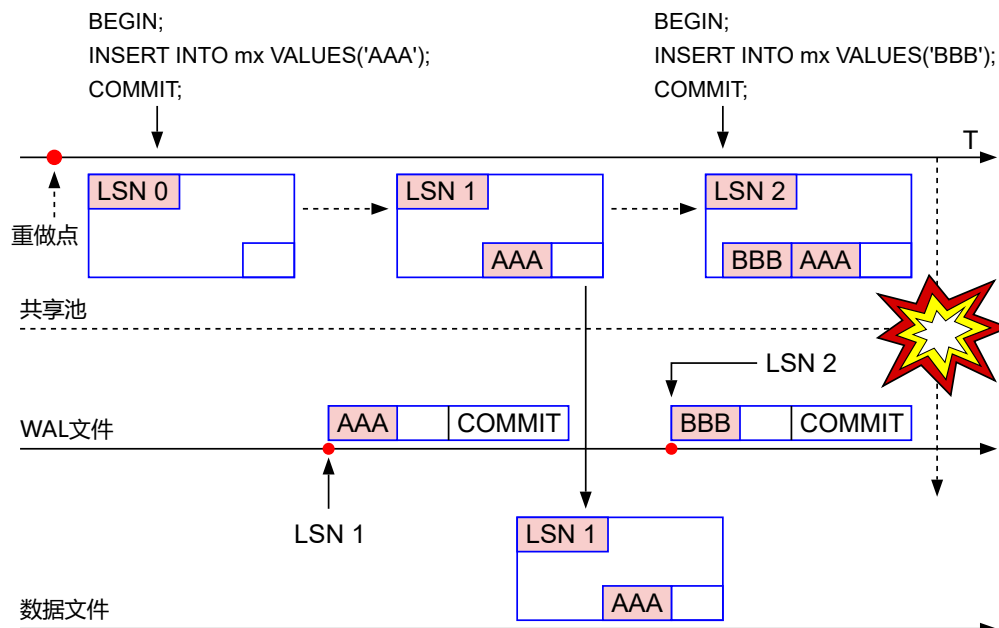 BEGIN;
INSERT INTO mx VALUES('AAA');
COMMIT;
BEGIN;
INSERT INTO mx VALUES('BBB');
COMMIT;
T
LSN 0
LSN 1
AAA
LSN 2
BBB AAA
重做点
共享池
LSN 2
WAL文件
AAA COMMIT
BBB COMMIT
LSN 1
LSN 1
AAA
数据文件